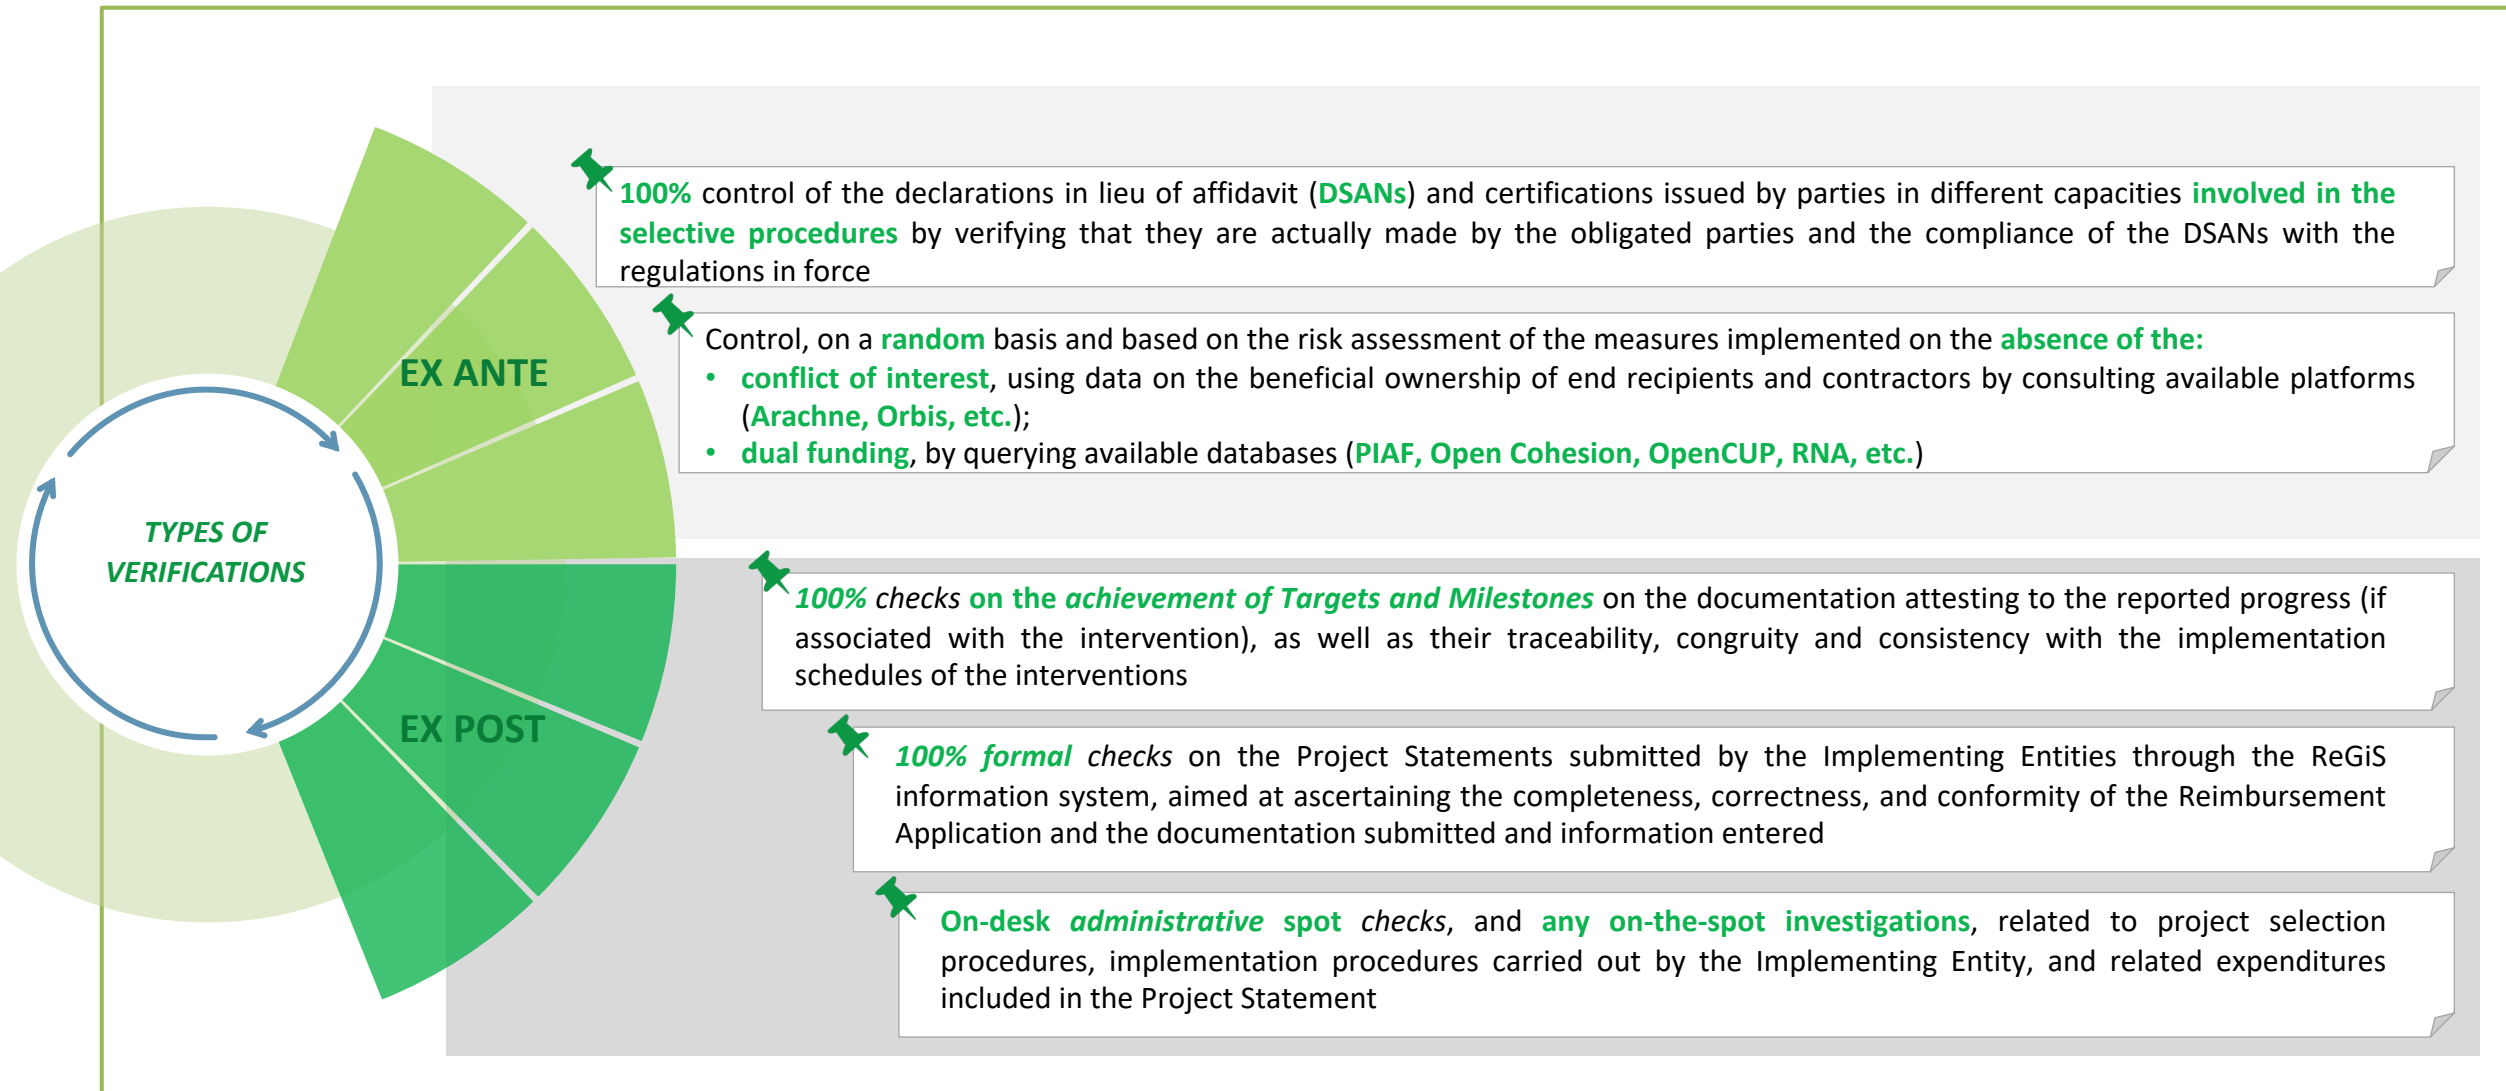 100% control of the declarations in lieu of affidavit (DSANs) and certifications issued by parties in different capacities involved in the
selective procedures by verifying that they are actually made by the obligated parties and the compliance of the DSANs with the
regulations in force
Control, on a random basis and based on the risk assessment of the measures implemented on the absence of the:
• conflict of interest, using data on the beneficial ownership of end recipients and contractors by consulting available platforms
(Arachne, Orbis, etc.);
• dual funding, by querying available databases (PIAF, Open Cohesion, OpenCUP, RNA, etc.)
EX ANTE
TYPES OF
VERIFICATIONS
EX POST
100% checks on the achievement of Targets and Milestones on the documentation attesting to the reported progress (if
associated with the intervention), as well as their traceability, congruity and consistency with the implementation
schedules of the interventions
100% formal checks on the Project Statements submitted by the Implementing Entities through the ReGiS
information system, aimed at ascertaining the completeness, correctness, and conformity of the Reimbursement
Application and the documentation submitted and information entered
On-desk administrative spot checks, and any on-the-spot investigations, related to project selection
procedures, implementation procedures carried out by the Implementing Entity, and related expenditures
included in the Project Statement